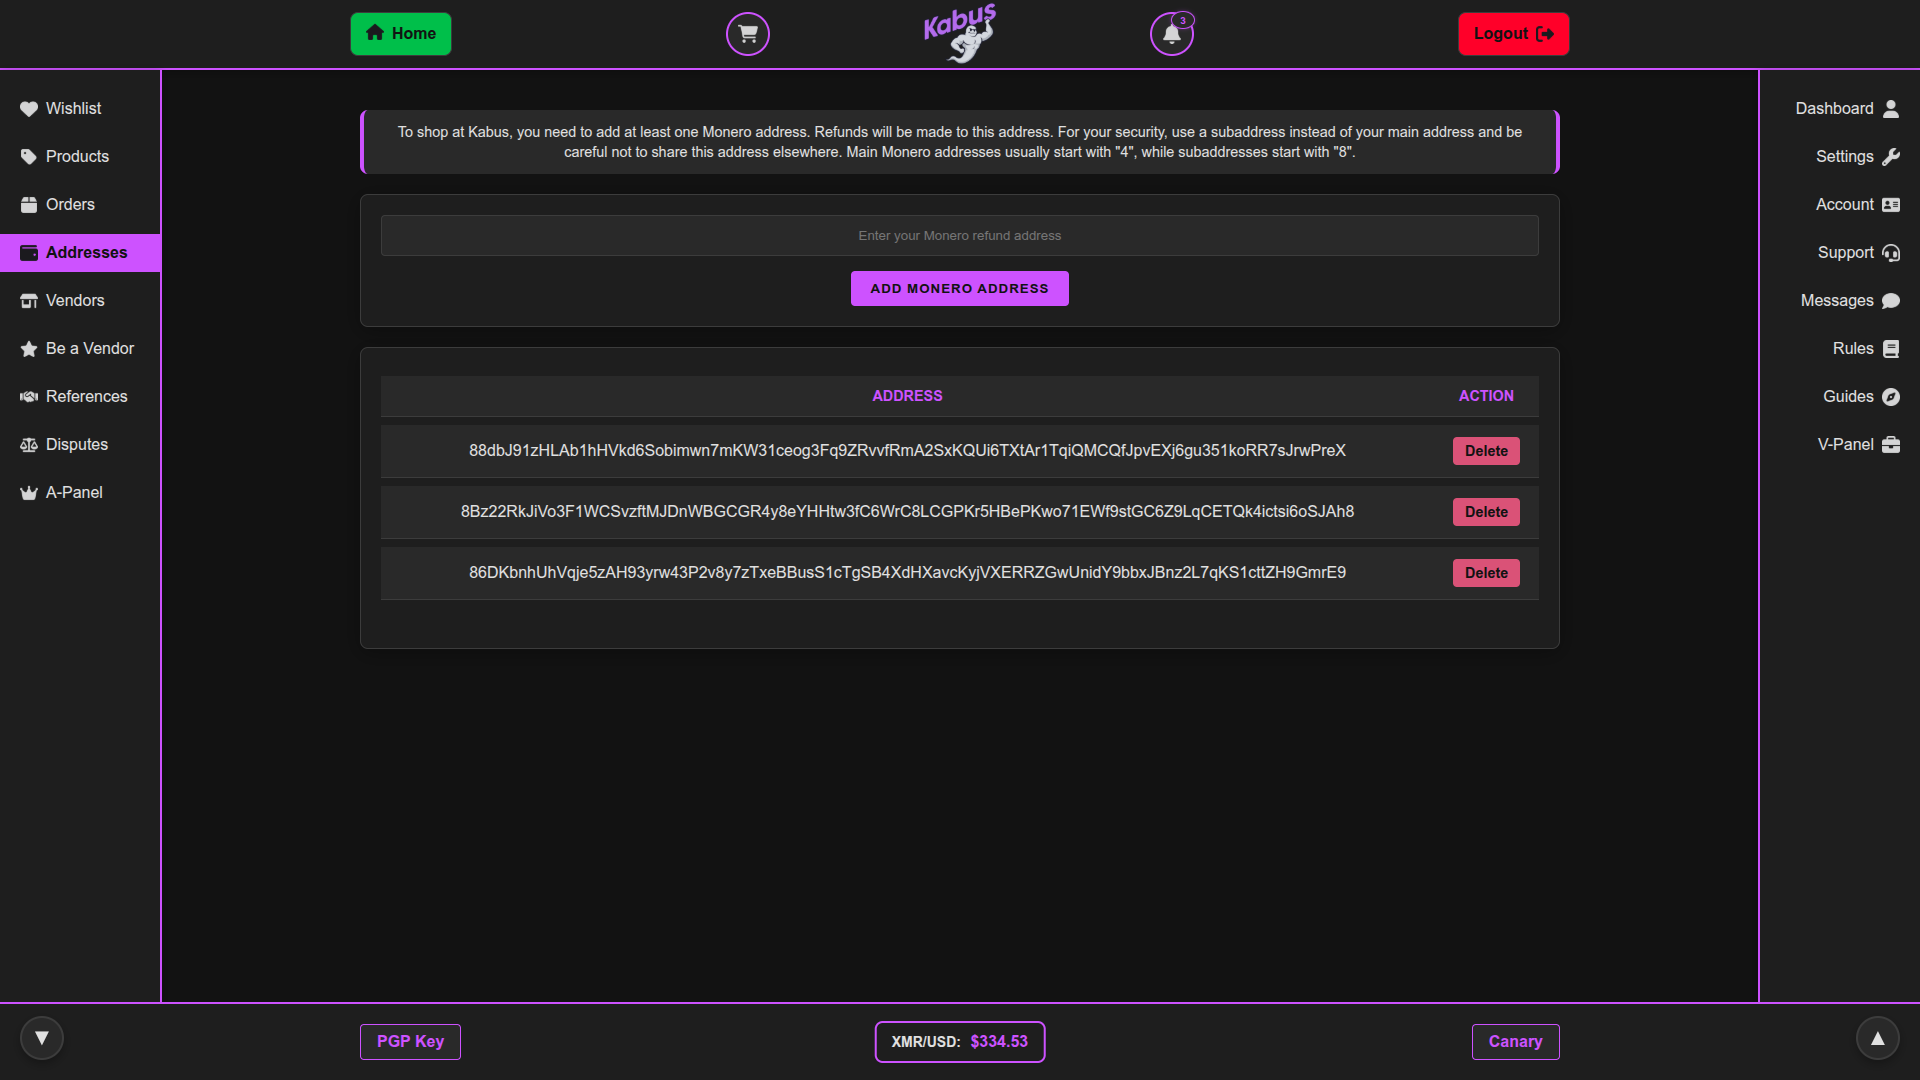 Home
Kabus
3
Logout
Wishlist
Products
Orders
Addresses
Vendors
Be a Vendor
References
Disputes
A-Panel
To shop at Kabus, you need to add at least one Monero address. Refunds will be made to this address. For your security, use a subaddress instead of your main address and be
careful not to share this address elsewhere. Main Monero addresses usually start with "4", while subaddresses start with "8".
Enter your Monero refund address
ADD MONERO ADDRESS
ADDRESS ACTION
88dbJ91zHLAb1hHVkd6Sobimwn7mKW31ceog3Fq9ZRvvfRmA2SxKQUi6TXtAr1TqiQMCQfJpvEXj6gu351koRR7sJrwPreX Delete
8Bz22RkJiVo3F1WCSvzftMJDnWBGCGR4y8eYHHtw3fC6WrC8LCGPKr5HBePKwo71EWf9stGC6Z9LqCETQk4ictsi6oSJAh8 Delete
86DKbnhUhVqje5zAH93yrw43P2v8y7zTxeBBusS1cTgSB4XdHXavcKyjVXERRZGwUnidY9bbxJBnz2L7qKS1cttZH9GmrE9 Delete
Dashboard
Settings
Account
Support
Messages
Rules
Guides
V-Panel
PGP Key
XMR/USD: $334.53
Canary